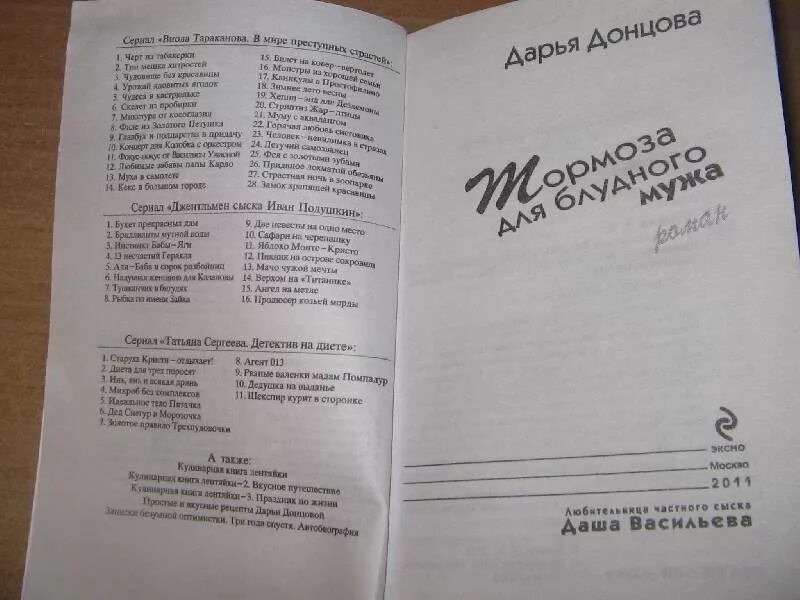 Сериал «Виола Тараканова. В мире преступных страстей»:
1. Черт из табакерки
2. Три мешка хитростей
3. Чудовище без красавицы
4. Урожай ядовитых ягодок
5. Чудеса в кастрюльке
6. Скелет из пробирки
7. Микстура от косоглазия
8. Филе из Золотого Петушка
9. Главбух и полцарства в придачу
10. Концерт для Колобка с оркестром
11. Фокус-покус от Василисы Ужасной
12. Любимые забавы папы Карло
13. Муха в самолете
14. Кекс в большом городе
15. Билет на ковер-вертолет
16. Монстры из хорошей семьи
17. Каникулы в Простофилино
18. Зимнее лето весны
19. Хеппи-энд для Дездемоны
20. Стриптиз Жар-птицы
21. Муму с аквалангом
22. Горячая любовь снеговика
23. Человек-невидимка в стразах
24. Летучий самозванец
25. Фея с золотыми зубами
26. Приданое лохматой обезьяны
27. Страстная ночь в зоопарке
28. Замок храпящей красавицы
Сериал «Джентльмен сыска Иван Подушкин»:
1. Букет прекрасных дам
2. Бриллиант мутной воды
3. Инстинкт Бабы-Яги
4. 13 несчастий Геракла
5. Али-Баба и сорок разбойниц
6. Надувная женщина для Казановы
7. Тушканчик в бигудях
8. Рыбка по имени Зайка
9. Две невесты на одно место
10. Сафари на черепашку
11. Яблоко Монте-Кристо
12. Пикник на острове сокровищ
13. Мачо чужой мечты
14. Верхом на «Титанике»
15. Ангел на метле
16. Продюсер козьей морды
Сериал «Татьяна Сергеева. Детектив на диете»:
1. Старуха Кристи – отдыхает!
2. Диета для трех поросят
3. Инь, янь и всякая дрянь
4. Микроб без комплексов
5. Идеальное тело Пятачка
6. Дед Снегур и Морозочка
7. Золотое правило Трехпудовочки
8. Агент 013
9. Рваные валенки мадам Помпадур
10. Дедушка на выданье
11. Шекспир курит в сторонке
А также:
Кулинарная книга лентяйки
Кулинарная книга лентяйки–2. Вкусное путешествие
Кулинарная книга лентяйки–3. Праздник по жизни
Простые и вкусные рецепты Дарьи Донцовой
Записки безумной оптимистки. Три года спустя. Автобиография
Дарья Донцова
Тормоза
для блудного
мужа
роман
эксмо
Москва
2011
Любительница частного сыска
Даша Васильева